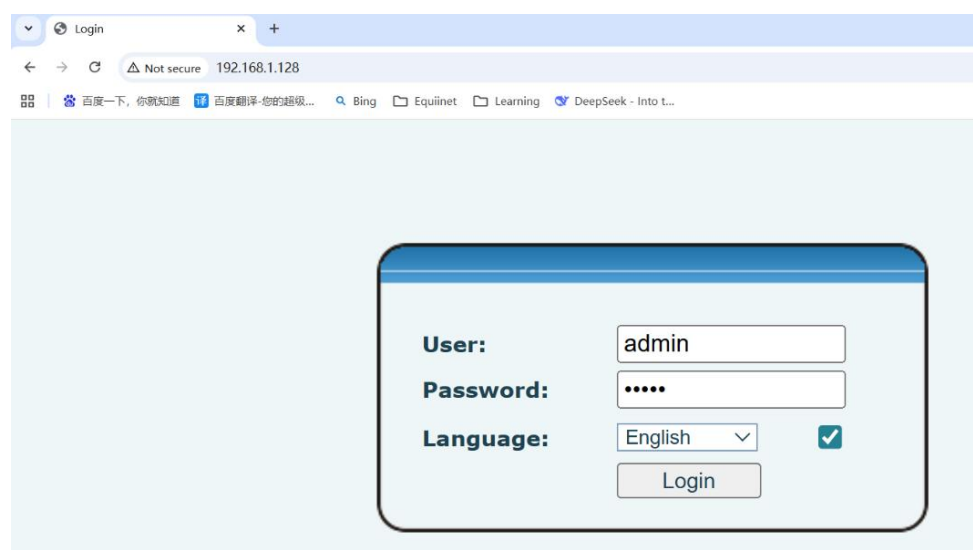 Login
Not secure 192.168.1.128
百度一下，你就知道 百度翻译-您的超级... Bing Equiinet Learning DeepSeek - Into t...
User: admin
Password: •••••
Language: English
Login